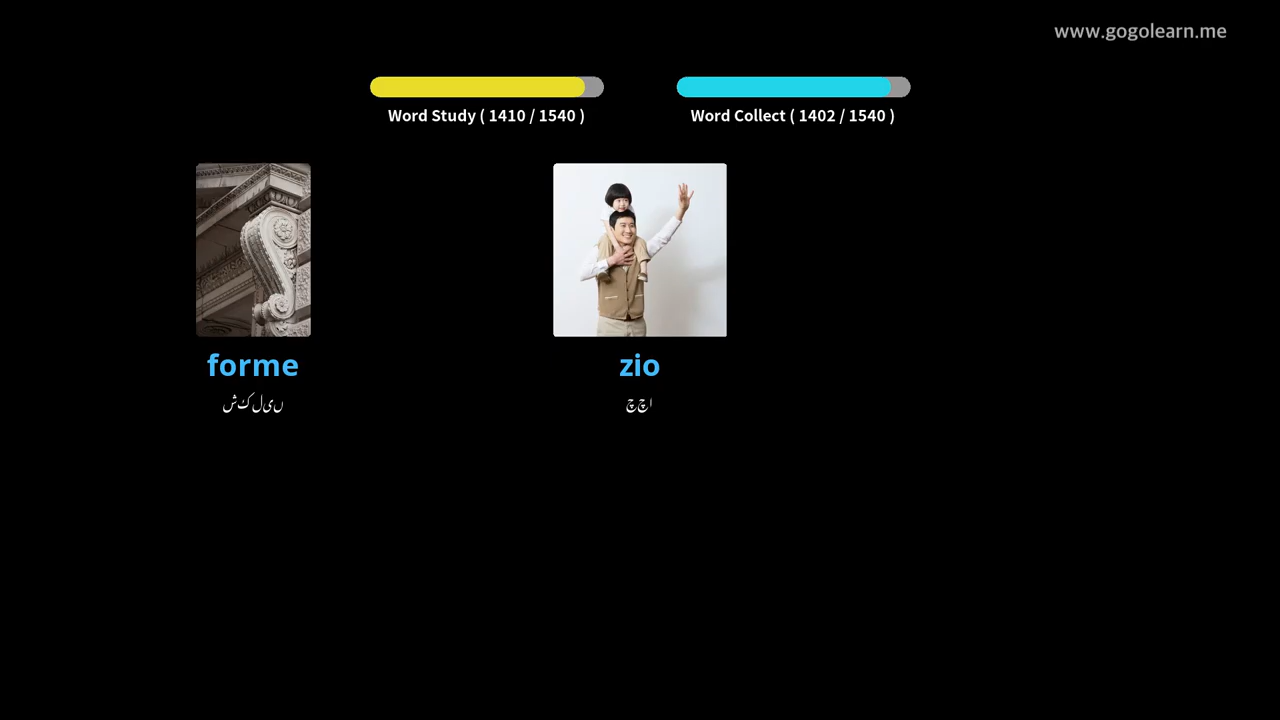 www.gogolearn.me
Word Study ( 1410 / 1540 )
Word Collect ( 1402 / 1540 )
forme
شکلیں
zio
چچا